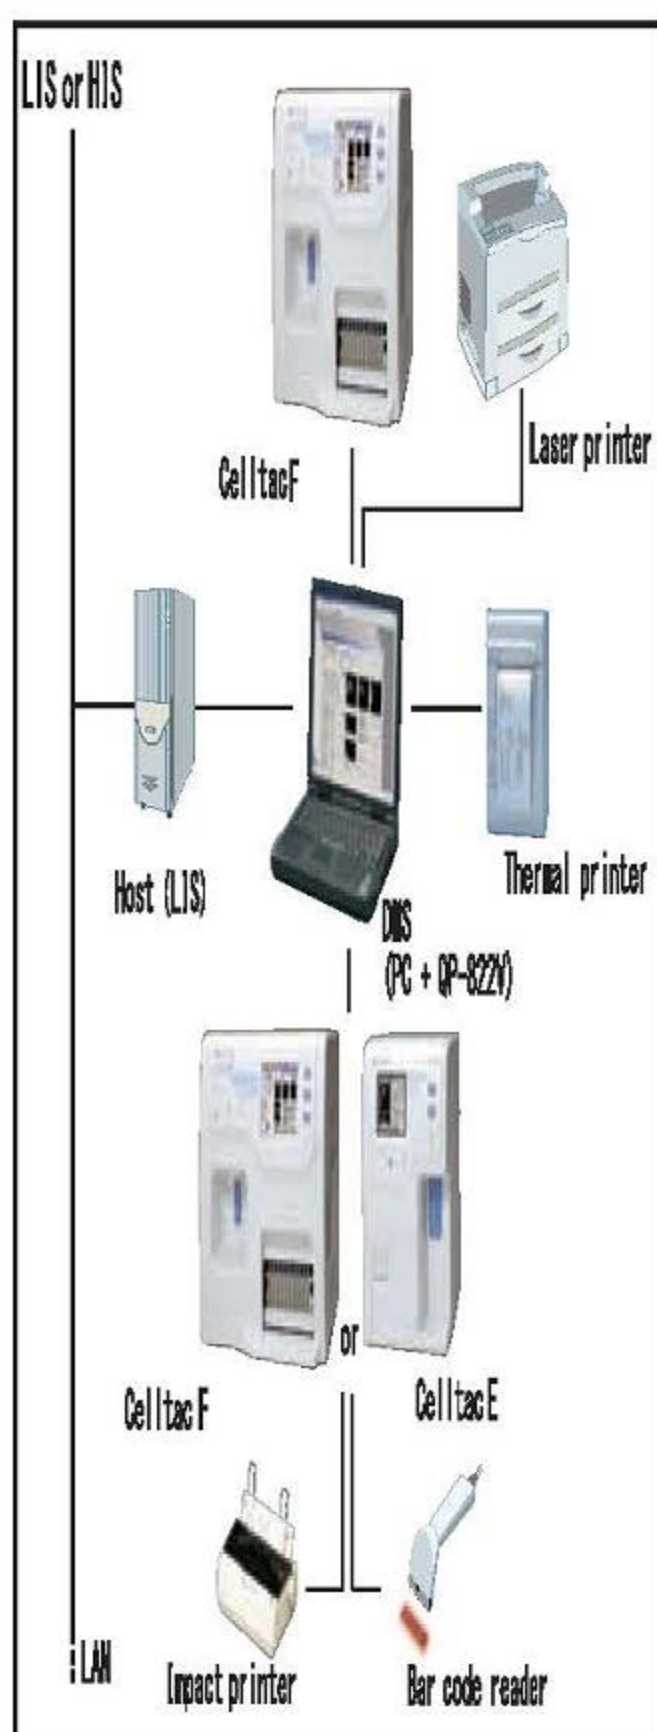 LIS or HIS
Celltac F
Laser printer
Host (LIS)
Thermal printer
DMS
(PC + QP-822V)
or
Celltac F
Celltac E
LAN
Impact printer
Bar code reader